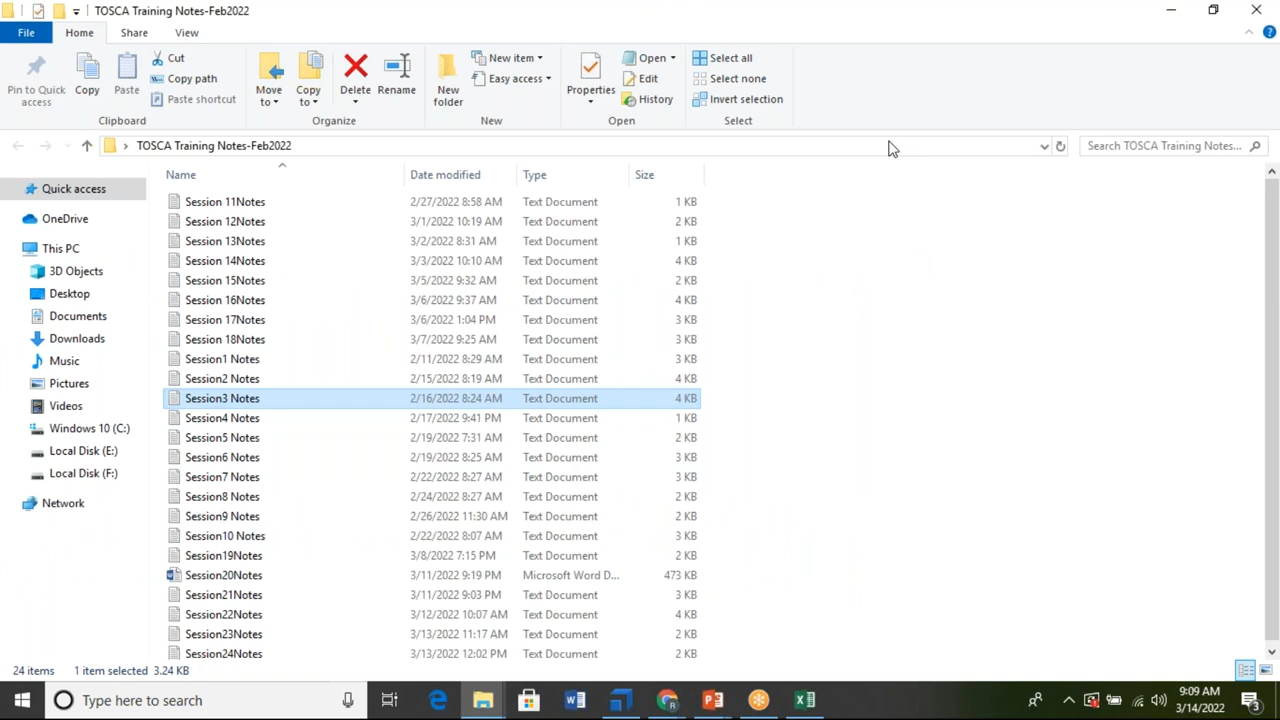 TOSCA Training Notes-Feb2022
File Home Share View
Pin to Quick access
Copy
Paste
Cut
Copy path
Paste shortcut
Clipboard
Move to
Copy to
Delete
Rename
Organize
New folder
New item
Easy access
New
Properties
Open
Edit
History
Open
Select all
Select none
Invert selection
Select
TOSCA Training Notes-Feb2022
Search TOSCA Training Notes...
Quick access
OneDrive
This PC
3D Objects
Desktop
Documents
Downloads
Music
Pictures
Videos
Windows 10 (C:)
Local Disk (E:)
Local Disk (F:)
Network
Name Date modified Type Size
Session 11Notes 2/27/2022 8:58 AM Text Document 1 KB
Session 12Notes 3/1/2022 10:19 AM Text Document 2 KB
Session 13Notes 3/2/2022 8:31 AM Text Document 1 KB
Session 14Notes 3/3/2022 10:10 AM Text Document 4 KB
Session 15Notes 3/5/2022 9:32 AM Text Document 2 KB
Session 16Notes 3/6/2022 9:37 AM Text Document 4 KB
Session 17Notes 3/6/2022 1:04 PM Text Document 3 KB
Session 18Notes 3/7/2022 9:25 AM Text Document 3 KB
Session1 Notes 2/11/2022 8:29 AM Text Document 3 KB
Session2 Notes 2/15/2022 8:19 AM Text Document 4 KB
Session3 Notes 2/16/2022 8:24 AM Text Document 4 KB
Session4 Notes 2/17/2022 9:41 PM Text Document 1 KB
Session5 Notes 2/19/2022 7:31 AM Text Document 2 KB
Session6 Notes 2/19/2022 8:25 AM Text Document 3 KB
Session7 Notes 2/22/2022 8:27 AM Text Document 3 KB
Session8 Notes 2/24/2022 8:27 AM Text Document 2 KB
Session9 Notes 2/26/2022 11:30 AM Text Document 2 KB
Session10 Notes 2/22/2022 8:07 AM Text Document 3 KB
Session19Notes 3/8/2022 7:15 PM Text Document 2 KB
Session20Notes 3/11/2022 9:19 PM Microsoft Word D... 473 KB
Session21Notes 3/11/2022 9:03 PM Text Document 3 KB
Session22Notes 3/12/2022 10:07 AM Text Document 4 KB
Session23Notes 3/13/2022 11:17 AM Text Document 2 KB
Session24Notes 3/13/2022 12:02 PM Text Document 2 KB
24 items 1 item selected 3.24 KB
Type here to search
9:09 AM
3/14/2022
3